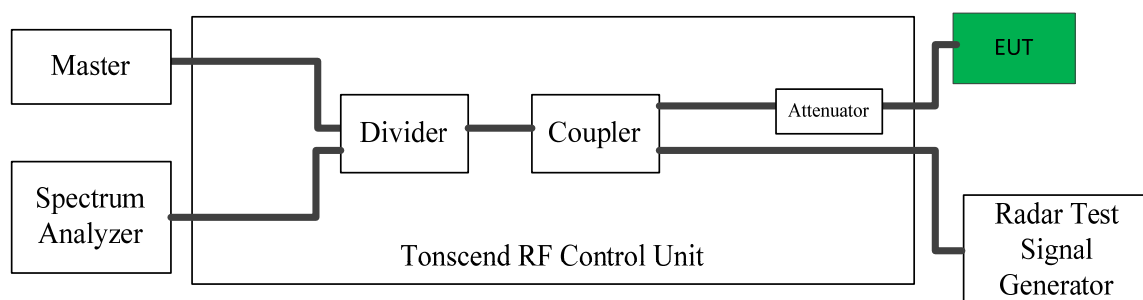 Master
Spectrum
Analyzer
Divider
Coupler
Attenuator
EUT
Radar Test
Signal
Generator
Tonscend RF Control Unit